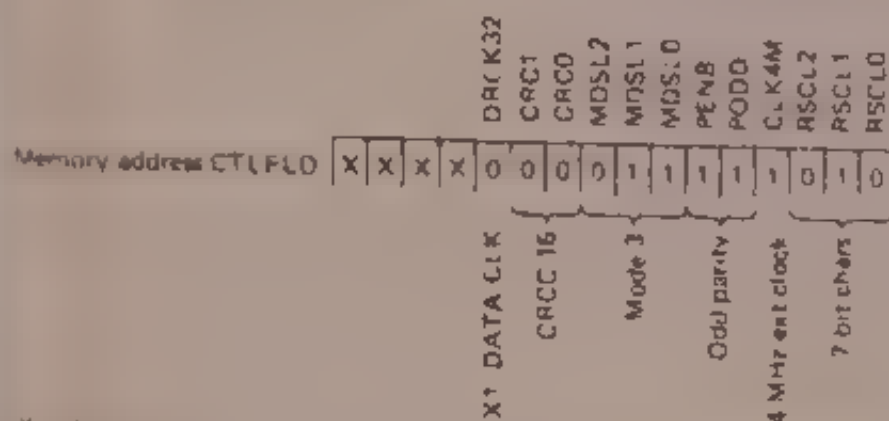 DRCK32
CRC1
CRC0
MDSL2
MDSL1
MDSL0
PENB
PODD
CLK4M
RSCL2
RSCL1
RSCL0
Memory address CTLFLD X X X X 0 0 0 0 1 1 1 1 1 0 1 0
X1 DATA CLK
CRCC 16
Mode 3
Odd parity
4 MHz ext clock
7 bit chars